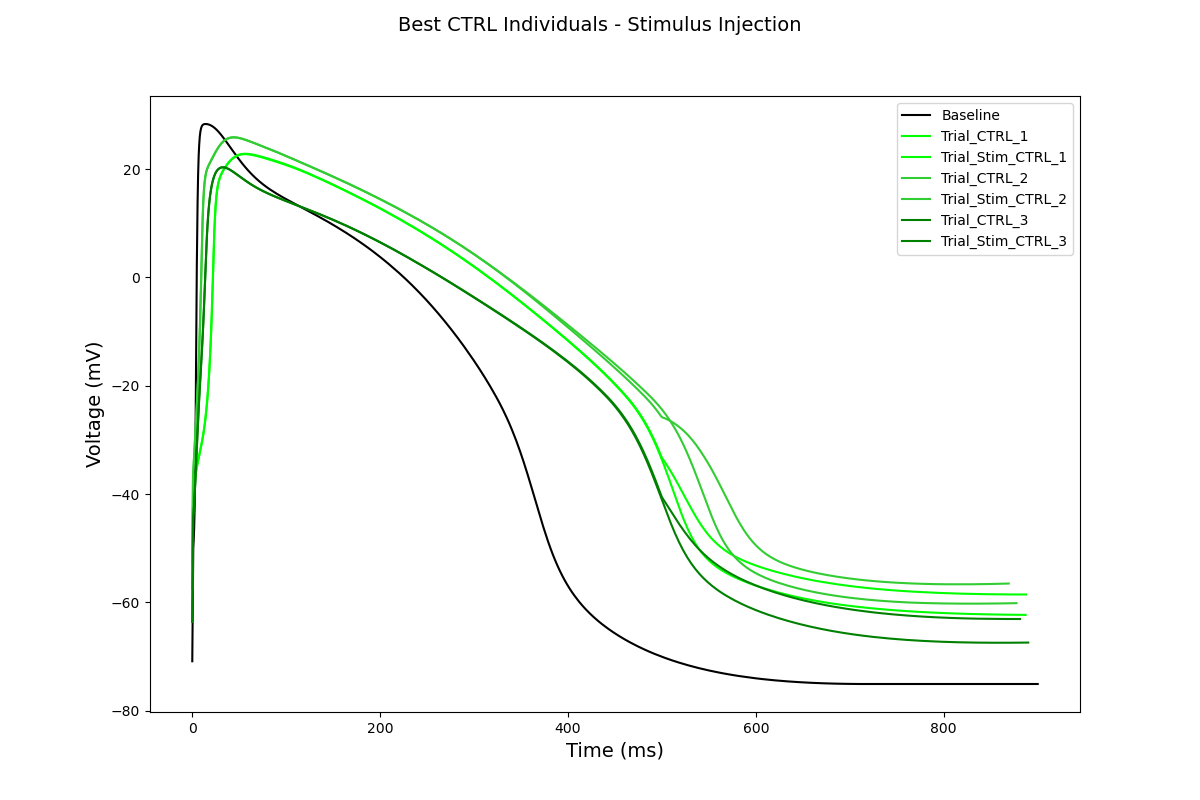 Best CTRL Individuals - Stimulus Injection
Baseline
Trial_CTRL_1
Trial_Stim_CTRL_1
Trial_CTRL_2
Trial_Stim_CTRL_2
Trial_CTRL_3
Trial_Stim_CTRL_3
20
0
−20
−40
−60
−80
Voltage (mV)
0 200 400 600 800
Time (ms)